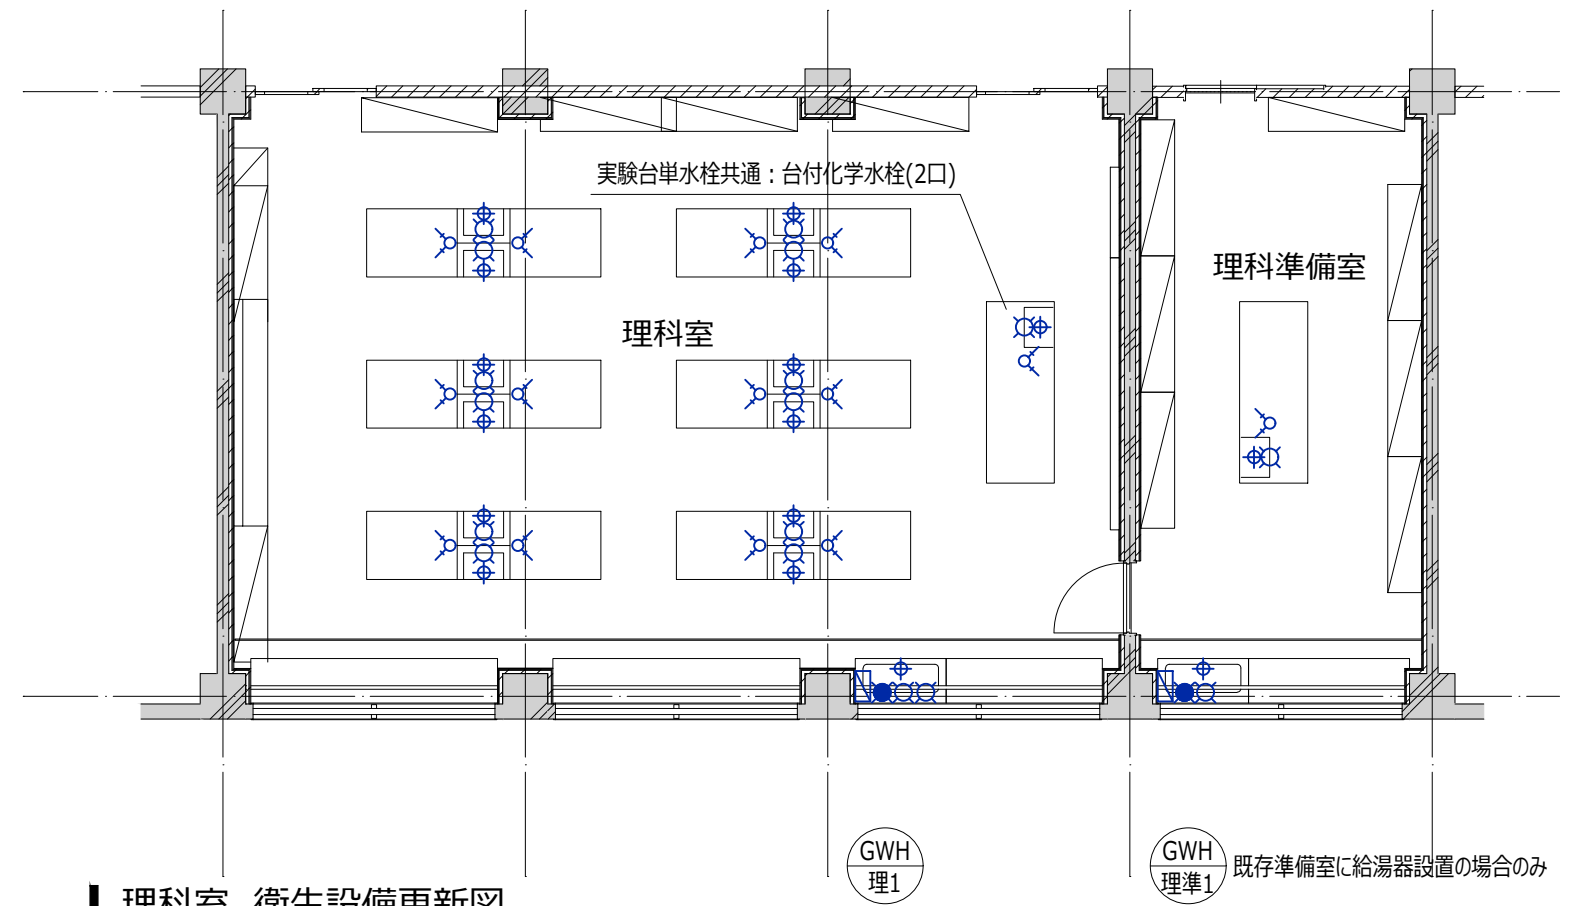 実験台単水栓共通：台付化学水栓(2口)
理科準備室
理科室
GWH
理1
GWH
理準1
既存準備室に給湯器設置の場合のみ
理科室 衛生設備更新図